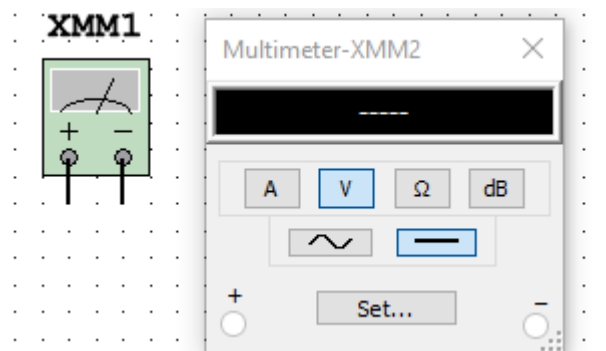 XMM1
+ −
Multimeter-XMM2
-----
A V Ω dB
+ Set... −